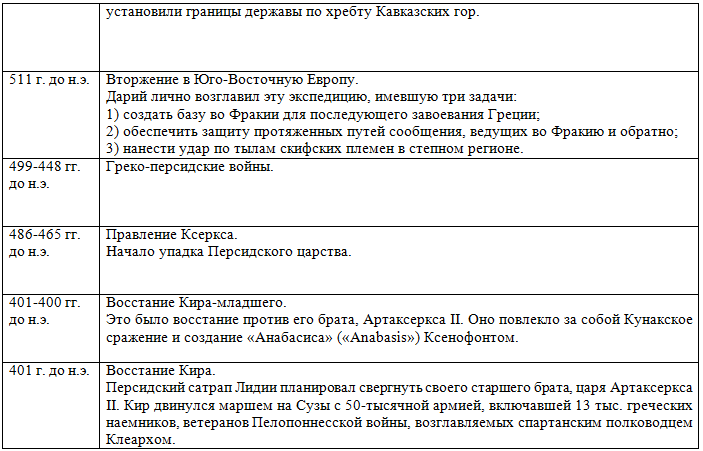 установили границы державы по хребту Кавказских гор.
511 г. до н.э.
Вторжение в Юго-Восточную Европу.
Дарий лично возглавил эту экспедицию, имевшую три задачи:
1) создать базу во Фракии для последующего завоевания Греции;
2) обеспечить защиту протяженных путей сообщения, ведущих во Фракию и обратно;
3) нанести удар по тылам скифских племен в степном регионе.
499-448 гг.
до н.э.
Греко-персидские войны.
486-465 гг.
до н.э.
Правление Ксеркса.
Начало упадка Персидского царства.
401-400 гг.
до н.э.
Восстание Кира-младшего.
Это было восстание против его брата, Артаксеркса II. Оно повлекло за собой Кунакское
сражение и создание «Анабасиса» («Anabasis») Ксенофонтом.
401 г. до н.э.
Восстание Кира.
Персидский сатрап Лидии планировал свергнуть своего старшего брата, царя Артаксеркса
II. Кир двинулся маршем на Сузы с 50-тысячной армией, включавшей 13 тыс. греческих
наемников, ветеранов Пелопоннесской войны, возглавляемых спартанским полководцем
Клеархом.